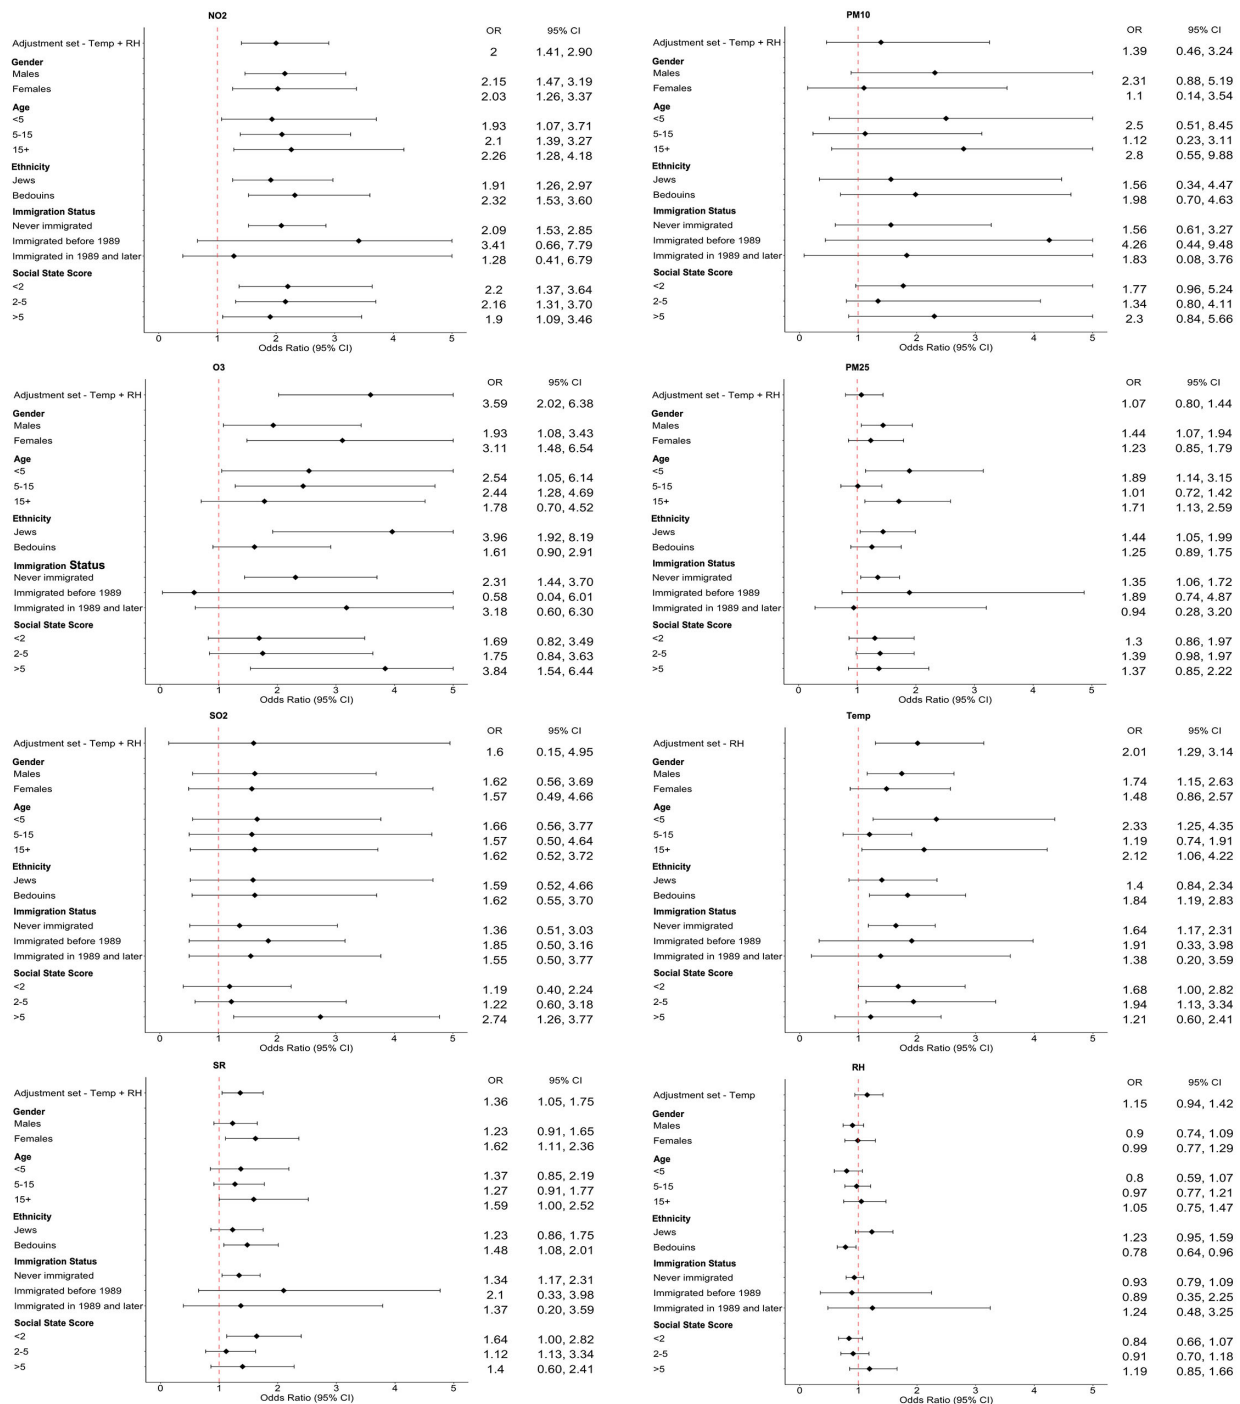 NO2
OR 95% CI
Adjustment set - Temp + RH 2 1.41, 2.90
Gender
Males 2.15 1.47, 3.19
Females 2.03 1.26, 3.37
Age
<5 1.93 1.07, 3.71
5-15 2.1 1.39, 3.27
15+ 2.26 1.28, 4.18
Ethnicity
Jews 1.91 1.26, 2.97
Bedouins 2.32 1.53, 3.60
Immigration Status
Never immigrated 2.09 1.53, 2.85
Immigrated before 1989 3.41 0.66, 7.79
Immigrated in 1989 and later 1.28 0.41, 6.79
Social State Score
<2 2.2 1.37, 3.64
2-5 2.16 1.31, 3.70
>5 1.9 1.09, 3.46
0 1 2 3 4 5
Odds Ratio (95% CI)
PM10
OR 95% CI
Adjustment set - Temp + RH 1.39 0.46, 3.24
Gender
Males 2.31 0.88, 5.19
Females 1.1 0.14, 3.54
Age
<5 2.5 0.51, 8.45
5-15 1.12 0.23, 3.11
15+ 2.8 0.55, 9.88
Ethnicity
Jews 1.56 0.34, 4.47
Bedouins 1.98 0.70, 4.63
Immigration Status
Never immigrated 1.56 0.61, 3.27
Immigrated before 1989 4.26 0.44, 9.48
Immigrated in 1989 and later 1.83 0.08, 3.76
Social State Score
<2 1.77 0.96, 5.24
2-5 1.34 0.80, 4.11
>5 2.3 0.84, 5.66
0 1 2 3 4 5
Odds Ratio (95% CI)
O3
OR 95% CI
Adjustment set - Temp + RH 3.59 2.02, 6.38
Gender
Males 1.93 1.08, 3.43
Females 3.11 1.48, 6.54
Age
<5 2.54 1.05, 6.14
5-15 2.44 1.28, 4.69
15+ 1.78 0.70, 4.52
Ethnicity
Jews 3.96 1.92, 8.19
Bedouins 1.61 0.90, 2.91
Immigration Status
Never immigrated 2.31 1.44, 3.70
Immigrated before 1989 0.58 0.04, 6.01
Immigrated in 1989 and later 3.18 0.60, 6.30
Social State Score
<2 1.69 0.82, 3.49
2-5 1.75 0.84, 3.63
>5 3.84 1.54, 6.44
0 1 2 3 4 5
Odds Ratio (95% CI)
PM25
OR 95% CI
Adjustment set - Temp + RH 1.07 0.80, 1.44
Gender
Males 1.44 1.07, 1.94
Females 1.23 0.85, 1.79
Age
<5 1.89 1.14, 3.15
5-15 1.01 0.72, 1.42
15+ 1.71 1.13, 2.59
Ethnicity
Jews 1.44 1.05, 1.99
Bedouins 1.25 0.89, 1.75
Immigration Status
Never immigrated 1.35 1.06, 1.72
Immigrated before 1989 1.89 0.74, 4.87
Immigrated in 1989 and later 0.94 0.28, 3.20
Social State Score
<2 1.3 0.86, 1.97
2-5 1.39 0.98, 1.97
>5 1.37 0.85, 2.22
0 1 2 3 4 5
Odds Ratio (95% CI)
SO2
OR 95% CI
Adjustment set - Temp + RH 1.6 0.15, 4.95
Gender
Males 1.62 0.56, 3.69
Females 1.57 0.49, 4.66
Age
<5 1.66 0.56, 3.77
5-15 1.57 0.50, 4.64
15+ 1.62 0.52, 3.72
Ethnicity
Jews 1.59 0.52, 4.66
Bedouins 1.62 0.55, 3.70
Immigration Status
Never immigrated 1.36 0.51, 3.03
Immigrated before 1989 1.85 0.50, 3.16
Immigrated in 1989 and later 1.55 0.50, 3.77
Social State Score
<2 1.19 0.40, 2.24
2-5 1.22 0.60, 3.18
>5 2.74 1.26, 3.77
0 1 2 3 4 5
Odds Ratio (95% CI)
Temp
OR 95% CI
Adjustment set - RH 2.01 1.29, 3.14
Gender
Males 1.74 1.15, 2.63
Females 1.48 0.86, 2.57
Age
<5 2.33 1.25, 4.35
5-15 1.19 0.74, 1.91
15+ 2.12 1.06, 4.22
Ethnicity
Jews 1.4 0.84, 2.34
Bedouins 1.84 1.19, 2.83
Immigration Status
Never immigrated 1.64 1.17, 2.31
Immigrated before 1989 1.91 0.33, 3.98
Immigrated in 1989 and later 1.38 0.20, 3.59
Social State Score
<2 1.68 1.00, 2.82
2-5 1.94 1.13, 3.34
>5 1.21 0.60, 2.41
0 1 2 3 4 5
Odds Ratio (95% CI)
SR
OR 95% CI
Adjustment set - Temp + RH 1.36 1.05, 1.75
Gender
Males 1.23 0.91, 1.65
Females 1.62 1.11, 2.36
Age
<5 1.37 0.85, 2.19
5-15 1.27 0.91, 1.77
15+ 1.59 1.00, 2.52
Ethnicity
Jews 1.23 0.86, 1.75
Bedouins 1.48 1.08, 2.01
Immigration Status
Never immigrated 1.34 1.17, 2.31
Immigrated before 1989 2.1 0.33, 3.98
Immigrated in 1989 and later 1.37 0.20, 3.59
Social State Score
<2 1.64 1.00, 2.82
2-5 1.12 1.13, 3.34
>5 1.4 0.60, 2.41
0 1 2 3 4 5
Odds Ratio (95% CI)
RH
OR 95% CI
Adjustment set - Temp 1.15 0.94, 1.42
Gender
Males 0.9 0.74, 1.09
Females 0.99 0.77, 1.29
Age
<5 0.8 0.59, 1.07
5-15 0.97 0.77, 1.21
15+ 1.05 0.75, 1.47
Ethnicity
Jews 1.23 0.95, 1.59
Bedouins 0.78 0.64, 0.96
Immigration Status
Never immigrated 0.93 0.79, 1.09
Immigrated before 1989 0.89 0.35, 2.25
Immigrated in 1989 and later 1.24 0.48, 3.25
Social State Score
<2 0.84 0.66, 1.07
2-5 0.91 0.70, 1.18
>5 1.19 0.85, 1.66
0 1 2 3 4 5
Odds Ratio (95% CI)